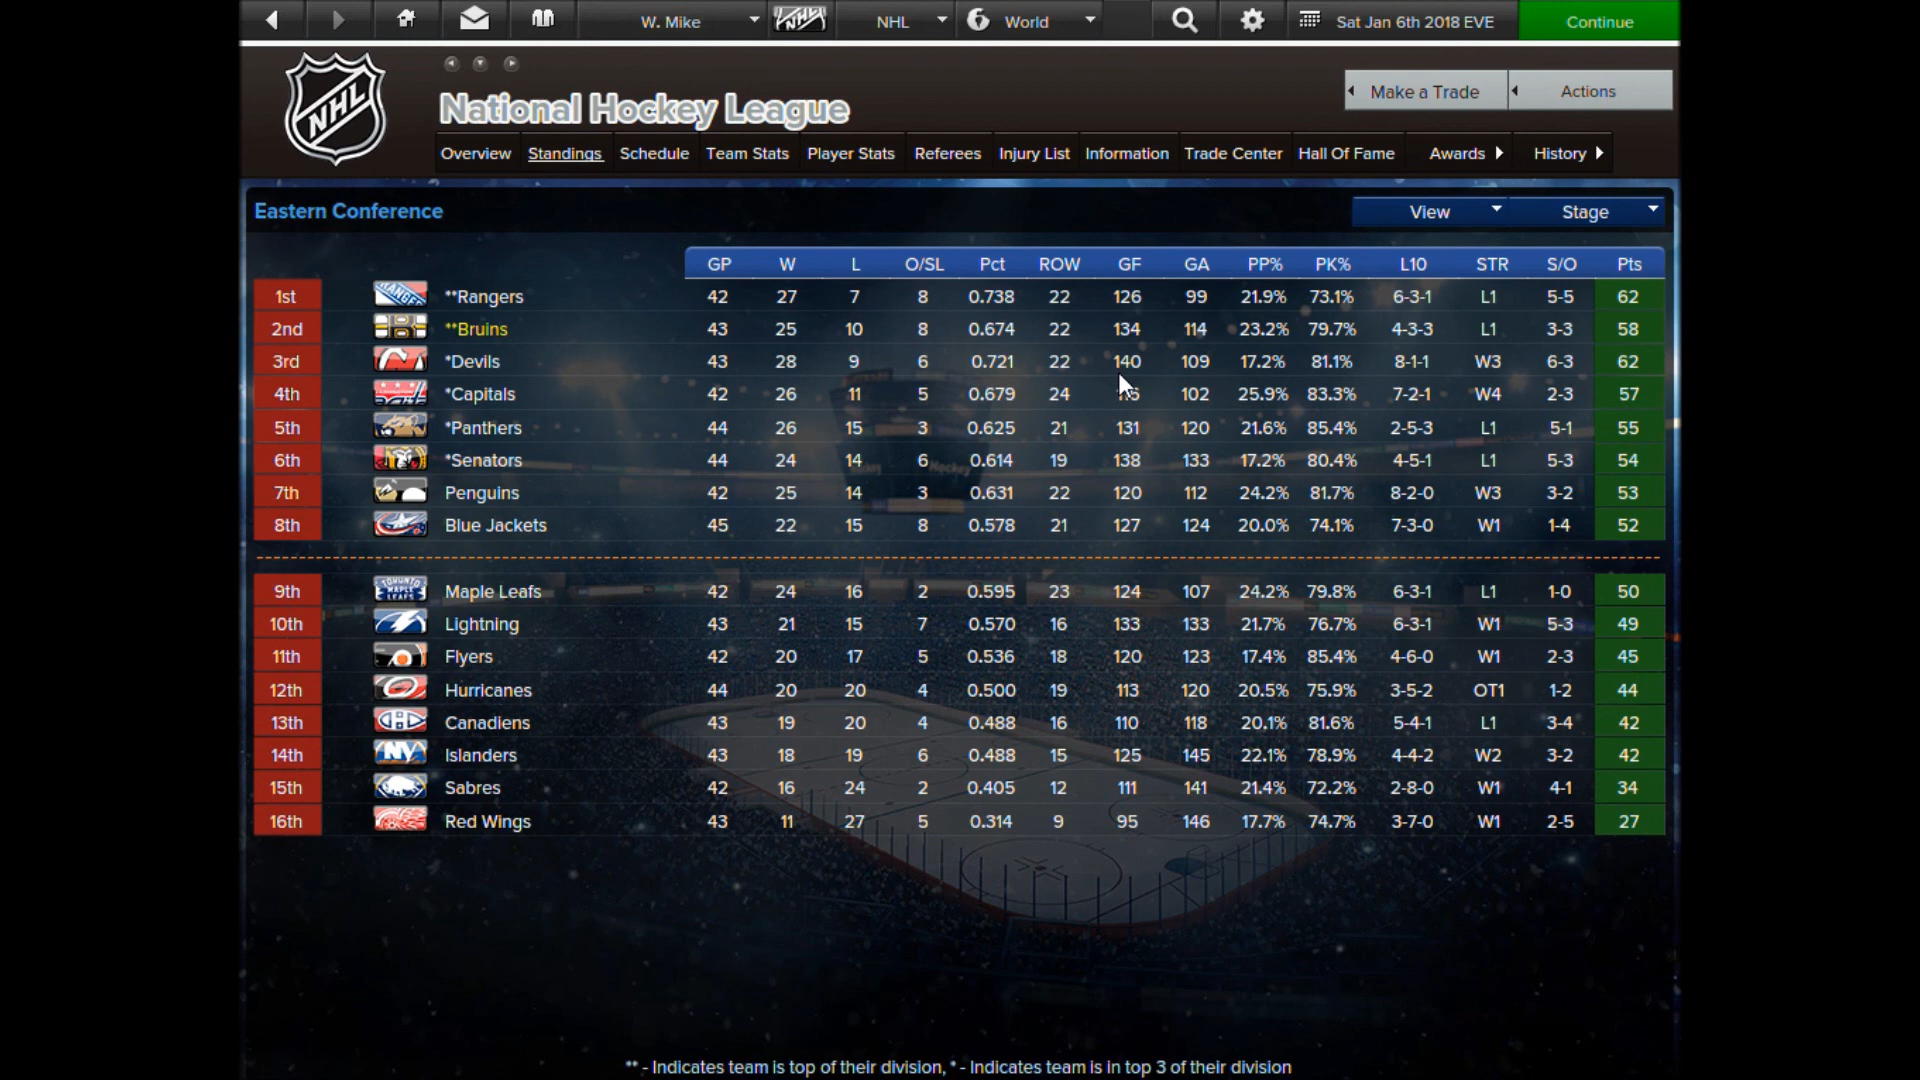 W. Mike NHL NHL World Sat Jan 6th 2018 EVE Continue
NHL
National Hockey League
Make a Trade Actions
Overview Standings Schedule Team Stats Player Stats Referees Injury List Information Trade Center Hall Of Fame Awards History
Eastern Conference View Stage
GP W L O/SL Pct ROW GF GA PP% PK% L10 STR S/O Pts
1st **Rangers 42 27 7 8 0.738 22 126 99 21.9% 73.1% 6-3-1 L1 5-5 62
2nd **Bruins 43 25 10 8 0.674 22 134 114 23.2% 79.7% 4-3-3 L1 3-3 58
3rd *Devils 43 28 9 6 0.721 22 140 109 17.2% 81.1% 8-1-1 W3 6-3 62
4th *Capitals 42 26 11 5 0.679 24 102 25.9% 83.3% 7-2-1 W4 2-3 57
5th *Panthers 44 26 15 3 0.625 21 131 120 21.6% 85.4% 2-5-3 L1 5-1 55
6th *Senators 44 24 14 6 0.614 19 138 133 17.2% 80.4% 4-5-1 L1 5-3 54
7th Penguins 42 25 14 3 0.631 22 120 112 24.2% 81.7% 8-2-0 W3 3-2 53
8th Blue Jackets 45 22 15 8 0.578 21 127 124 20.0% 74.1% 7-3-0 W1 1-4 52
9th Maple Leafs 42 24 16 2 0.595 23 124 107 24.2% 79.8% 6-3-1 L1 1-0 50
10th Lightning 43 21 15 7 0.570 16 133 133 21.7% 76.7% 6-3-1 W1 5-3 49
11th Flyers 42 20 17 5 0.536 18 120 123 17.4% 85.4% 4-6-0 W1 2-3 45
12th Hurricanes 44 20 20 4 0.500 19 113 120 20.5% 75.9% 3-5-2 OT1 1-2 44
13th Canadiens 43 19 20 4 0.488 16 110 118 20.1% 81.6% 5-4-1 L1 3-4 42
14th Islanders 43 18 19 6 0.488 15 125 145 22.1% 78.9% 4-4-2 W2 3-2 42
15th Sabres 42 16 24 2 0.405 12 111 141 21.4% 72.2% 2-8-0 W1 4-1 34
16th Red Wings 43 11 27 5 0.314 9 95 146 17.7% 74.7% 3-7-0 W1 2-5 27
** - Indicates team is top of their division, * - Indicates team is in top 3 of their division